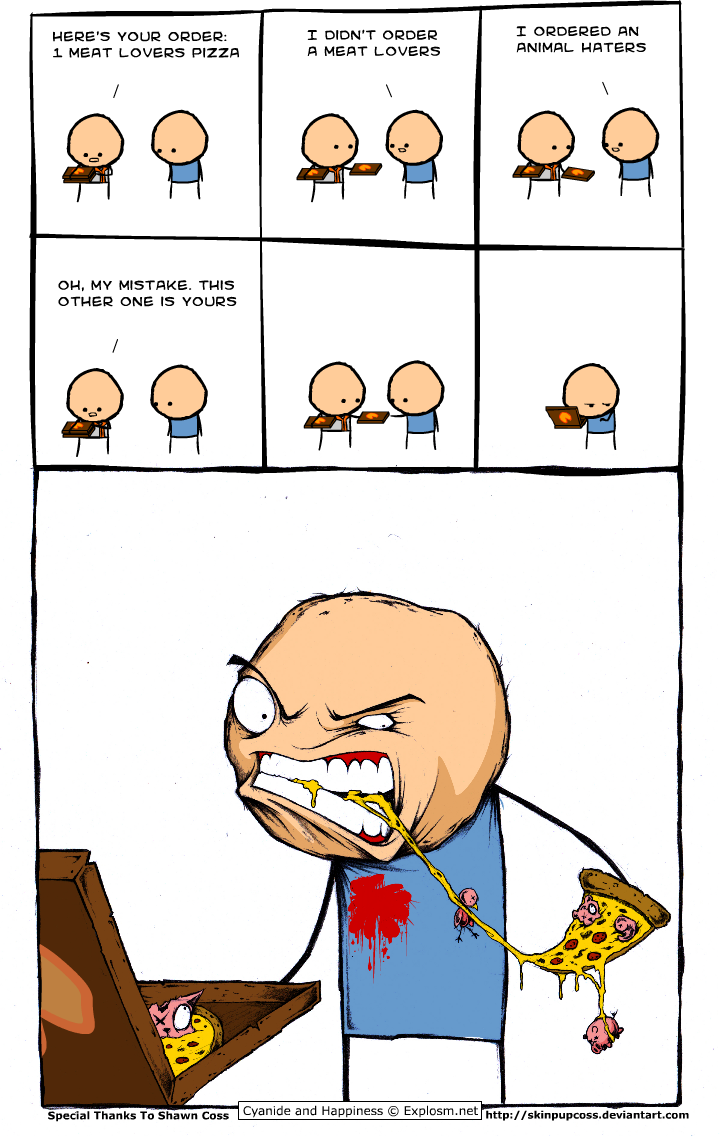 HERE'S YOUR ORDER:
1 MEAT LOVERS PIZZA
I DIDN'T ORDER
A MEAT LOVERS
I ORDERED AN
ANIMAL HATERS
OH, MY MISTAKE. THIS
OTHER ONE IS YOURS
Special Thanks To Shawn Coss
Cyanide and Happiness © Explosm.net
http://skinpupcoss.deviantart.com